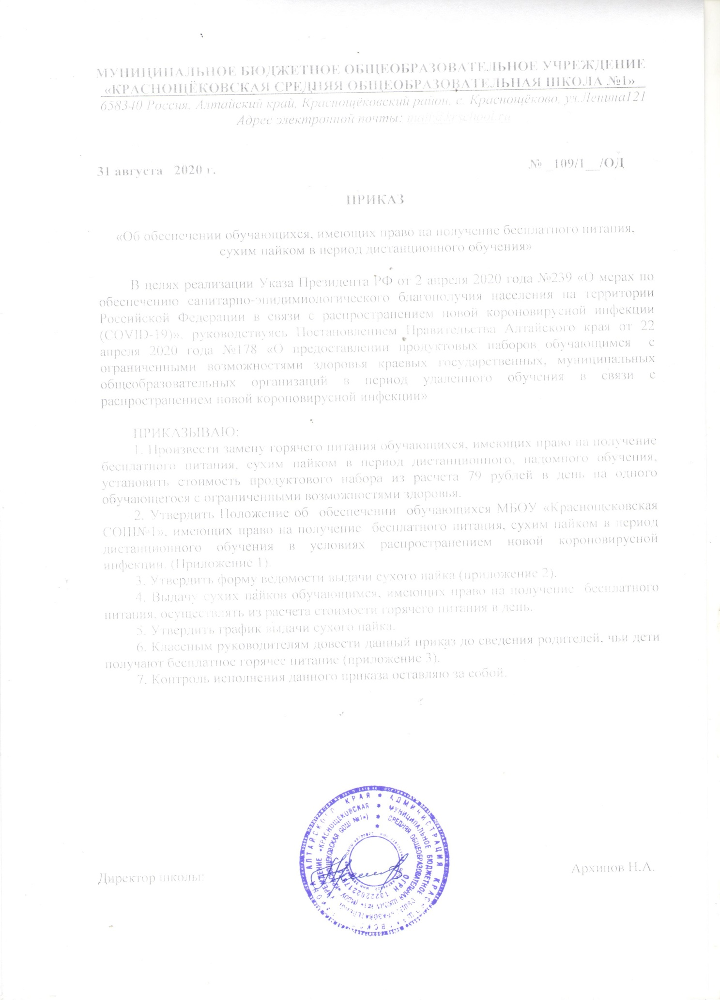 МУНИЦИПАЛЬНОЕ БЮДЖЕТНОЕ ОБЩЕОБРАЗОВАТЕЛЬНОЕ УЧРЕЖДЕНИЕ
«КРАСНОЩЁКОВСКАЯ СРЕДНЯЯ ОБЩЕОБРАЗОВАТЕЛЬНАЯ ШКОЛА №1»
658340 Россия, Алтайский край, Краснощёковский район, с. Краснощёково, ул.Ленина121
Адрес электронной почты: mail@krschool.ru
31 августа 2020 г.
№ _109/1__/ОД
ПРИКАЗ
«Об обеспечении обучающихся, имеющих право на получение бесплатного питания,
сухим пайком в период дистанционного обучения»
В целях реализации Указа Президента РФ от 2 апреля 2020 года №239 «О мерах по
обеспечению санитарно-эпидимиологического благополучия населения на территории
Российской Федерации в связи с распространением новой короновирусной инфекции
(COVID-19)», руководствуясь Постановлением Правительства Алтайского края от 22
апреля 2020 года №178 «О предоставлении продуктовых наборов обучающимся с
ограниченными возможностями здоровья краевых государственных, муниципальных
общеобразовательных организаций в период удаленного обучения в связи с
распространением новой короновирусной инфекции»
ПРИКАЗЫВАЮ:
1. Произвести замену горячего питания обучающихся, имеющих право на получение
бесплатного питания, сухим пайком в период дистанционного, надомного обучения,
установить стоимость продуктового набора из расчета 79 рублей в день на одного
обучающегося с ограниченными возможностями здоровья.
2. Утвердить Положение об обеспечении обучающихся МБОУ «Краснощековская
СОШ№1», имеющих право на получение бесплатного питания, сухим пайком в период
дистанционного обучения в условиях распространением новой короновирусной
инфекции. (Приложение 1).
3. Утвердить форму ведомости выдачи сухого пайка (приложение 2).
4. Выдачу сухих пайков обучающимся, имеющих право на получение бесплатного
питания, осуществлять из расчета стоимости горячего питания в день.
5. Утвердить график выдачи сухого пайка.
6. Классным руководителям довести данный приказ до сведения родителей, чьи дети
получают бесплатное горячее питание (приложение 3).
7. Контроль исполнения данного приказа оставляю за собой.
АДМИНИСТРАЦИЯ АЛТАЙСКОГО КРАЯ
МУНИЦИПАЛЬНОЕ БЮДЖЕТНОЕ «КРАСНОЩЕКОВСКАЯ
СРЕДНЯЯ ОБЩЕОБРАЗОВАТЕЛЬНАЯ СОШ №1»)
ОГРН
Директор школы:
Архипов Н.А.